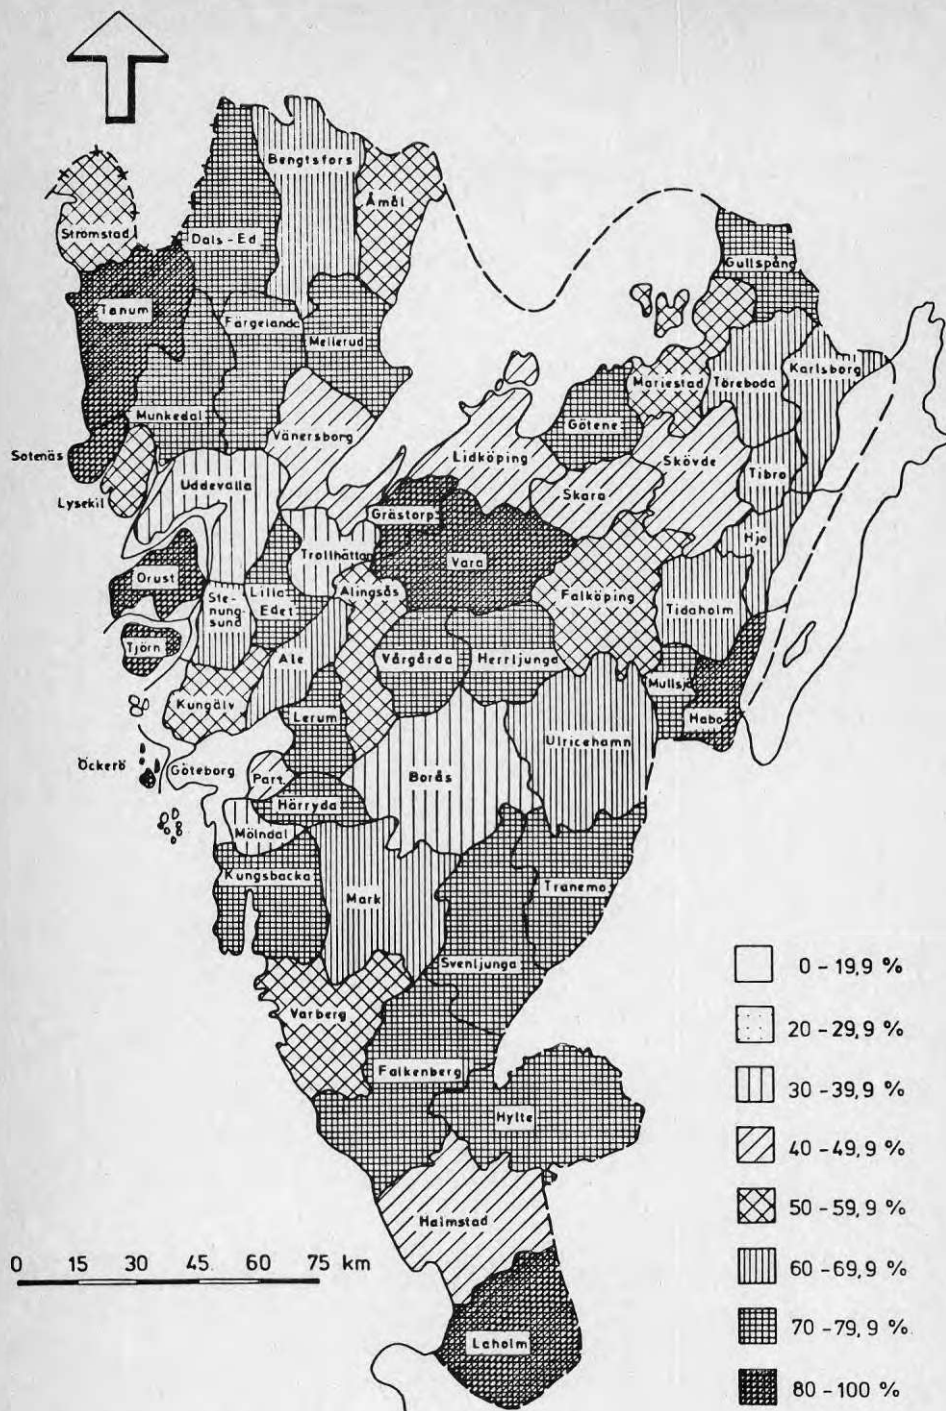 Bengtsfors
Åmål
Strömstad
Dals-Ed
Gullspång
Tanum
Färgelanda
Mellerud
Karlsborg
Mariestad
Töreboda
Munkedal
Götene
Vänersborg
Sotenäs
Lidköping
Skövde
Tibro
Uddevalla
Skara
Lysekil
Grästorp
Hjo
Trollhättan
Vara
Orust
Alingsås
Falköping
Lilla
Edet
Ste-
nung-
sund
Tidaholm
Tjörn
Ale
Vårgårda
Herrljunga
Mullsjö
Kungälv
Lerum
Habo
Ulricehamn
Öckerö
Göteborg
Part.
Borås
Härryda
Mölndal
Kungsbacka
Tranemo
Mark
Svenljunga
Varberg
Falkenberg
Hylte
Halmstad
Laholm
0 15 45 60 75 km
0 - 19,9 %
20 - 29,9 %
30 - 39,9 %
40 - 49,9 %
50 - 59,9 %
60 - 69,9 %
70 - 79,9 %
80 - 100 %